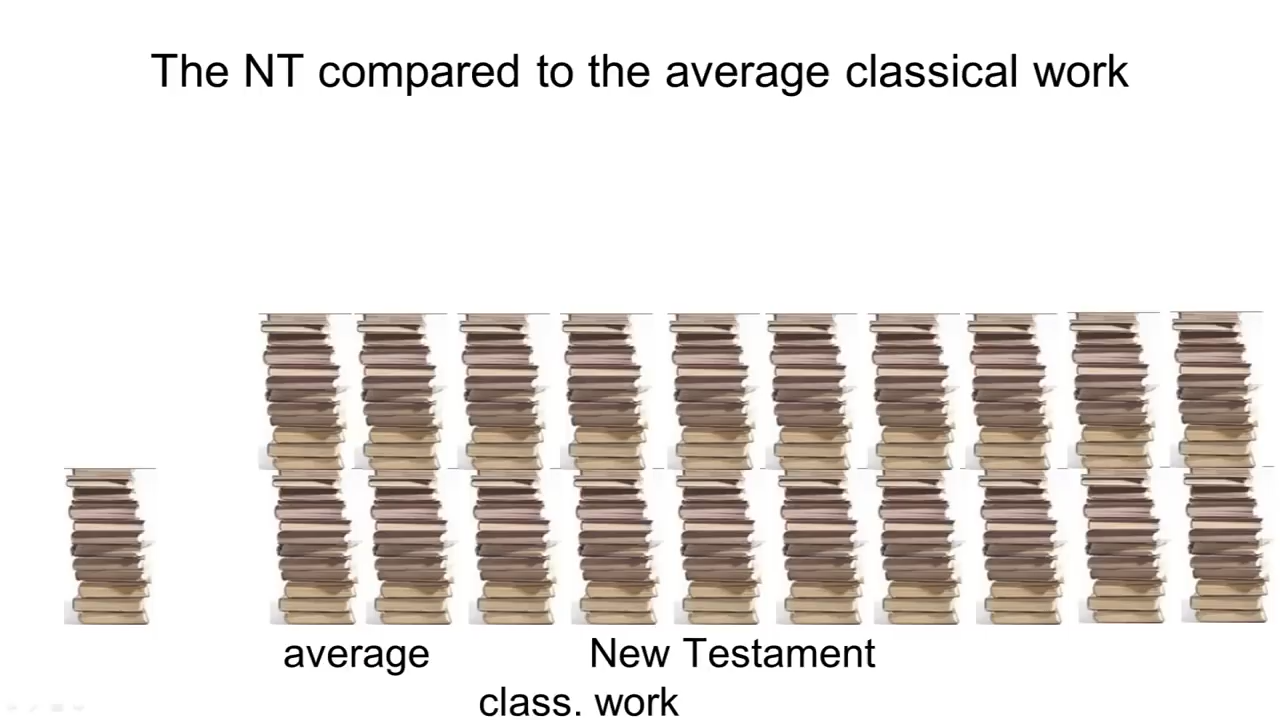 The NT compared to the average classical work
average New Testament
class. work